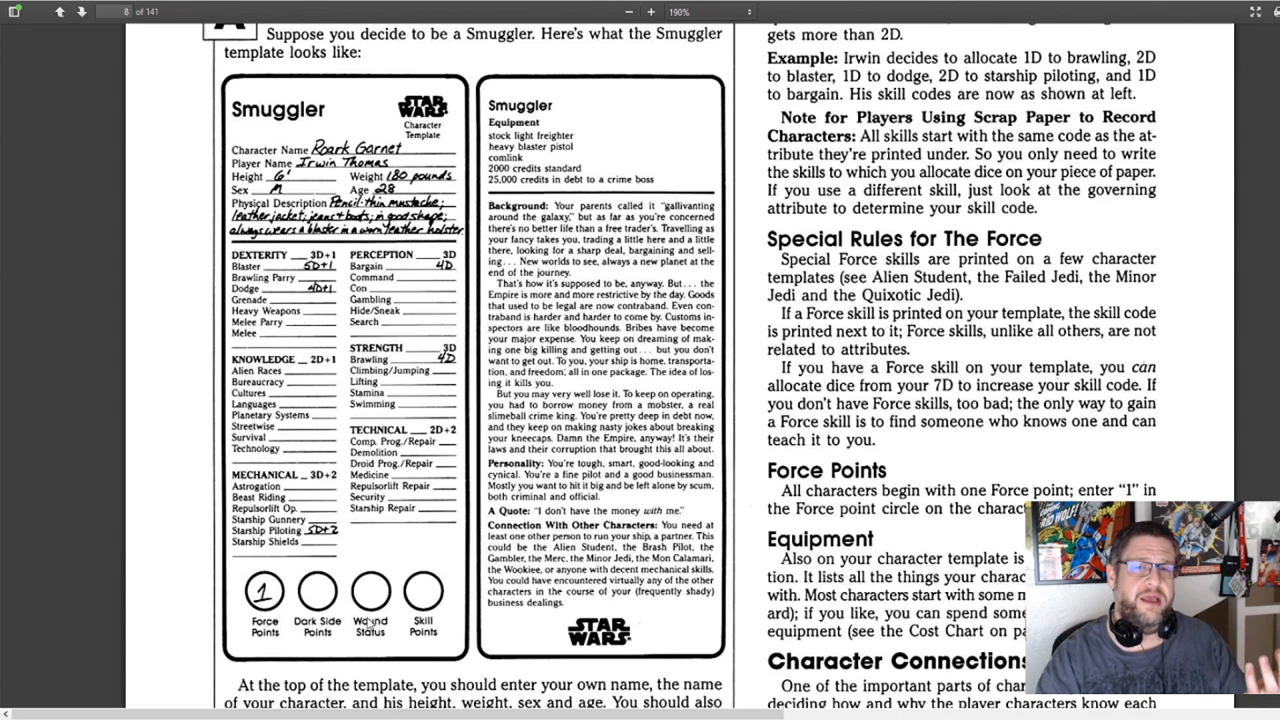 8 of 141
190%
A
Suppose you decide to be a Smuggler. Here's what the Smuggler
template looks like:
Smuggler
STAR WARS
Character
Template
Character Name Roark Garnet
Player Name Irwin Thomas
Height 6' Weight 180 pounds
Sex M Age 28
Physical Description Pencil-thin mustache;
leather jacket; jeans + boots; in good shape;
always wears a blaster in a worn leather holster.
DEXTERITY 3D+1
Blaster 5D+1
Brawling Parry
Dodge 4D+1
Grenade
Heavy Weapons
Melee Parry
Melee
KNOWLEDGE 2D+1
Alien Races
Bureaucracy
Cultures
Languages
Planetary Systems
Streetwise
Survival
Technology
MECHANICAL 3D+2
Astrogation
Beast Riding
Repulsorlift Op.
Starship Gunnery
Starship Piloting 5D+2
Starship Shields
PERCEPTION 3D
Bargain 4D
Command
Con
Gambling
Hide/Sneak
Search
STRENGTH 3D
Brawling 4D
Climbing/Jumping
Lifting
Stamina
Swimming
TECHNICAL 2D+2
Comp. Prog./Repair
Demolition
Droid Prog./Repair
Medicine
Repulsorlift Repair
Security
Starship Repair
1
Force
Points
Dark Side
Points
Wound
Status
Skill
Points
Smuggler
Equipment
stock light freighter
heavy blaster pistol
comlink
2000 credits standard
25,000 credits in debt to a crime boss
Background: Your parents called it "gallivanting
around the galaxy," but as far as you're concerned
there's no better life than a free trader's. Travelling as
your fancy takes you, trading a little here and a little
there, looking for a sharp deal, bargaining and sell-
ing... New worlds to see, always a new planet at the
end of the journey.
That's how it's supposed to be, anyway. But... the
Empire is more and more restrictive by the day. Goods
that used to be legal are now contraband. Even con-
traband is harder and harder to come by. Customs in-
spectors are like bloodhounds. Bribes have become
your major expense. You keep on dreaming of mak-
ing one big killing and getting out... but you don't
want to get out. To you, your ship is home, transporta-
tion, and freedom; all in one package. The idea of los-
ing it kills you.
But you may very well lose it. To keep on operating,
you had to borrow money from a mobster, a real
slimeball crime king. You're pretty deep in debt now,
and they keep on making nasty jokes about breaking
your kneecaps. Damn the Empire, anyway! It's their
laws and their corruption that brought this all about.
Personality: You're tough, smart, good-looking and
cynical. You're a fine pilot and a good businessman.
Mostly you want to hit it big and be left alone by scum,
both criminal and official.
A Quote: "I don't have the money with me."
Connection With Other Characters: You need at
least one other person to run your ship, a partner. This
could be the Alien Student, the Brash Pilot, the
Gambler, the Merc, the Minor Jedi, the Mon Calamari,
the Wookiee, or anyone with decent mechanical skills.
You could have encountered virtually any of the other
characters in the course of your (frequently shady)
business dealings.
STAR WARS
At the top of the template, you should enter your own name, the name
of your character, and his height, weight, sex and age. You should also
gets more than 2D.
Example: Irwin decides to allocate 1D to brawling, 2D
to blaster, 1D to dodge, 2D to starship piloting, and 1D
to bargain. His skill codes are now as shown at left.
Note for Players Using Scrap Paper to Record
Characters: All skills start with the same code as the at-
tribute they're printed under. So you only need to write
the skills to which you allocate dice on your piece of paper.
If you use a different skill, just look at the governing
attribute to determine your skill code.
Special Rules for The Force
Special Force skills are printed on a few character
templates (see Alien Student, the Failed Jedi, the Minor
Jedi and the Quixotic Jedi).
If a Force skill is printed on your template, the skill code
is printed next to it; Force skills, unlike all others, are not
related to attributes.
If you have a Force skill on your template, you can
allocate dice from your 7D to increase your skill code. If
you don't have Force skills, too bad; the only way to gain
a Force skill is to find someone who knows one and can
teach it to you.
Force Points
All characters begin with one Force point; enter "1" in
the Force point circle on the charact
Equipment
Also on your character template is
tion. It lists all the things your charac
with. Most characters start with some m
ard); if you like, you can spend some
equipment (see the Cost Chart on pa
Character Connections
One of the important parts of char
deciding how and why the player characters know each